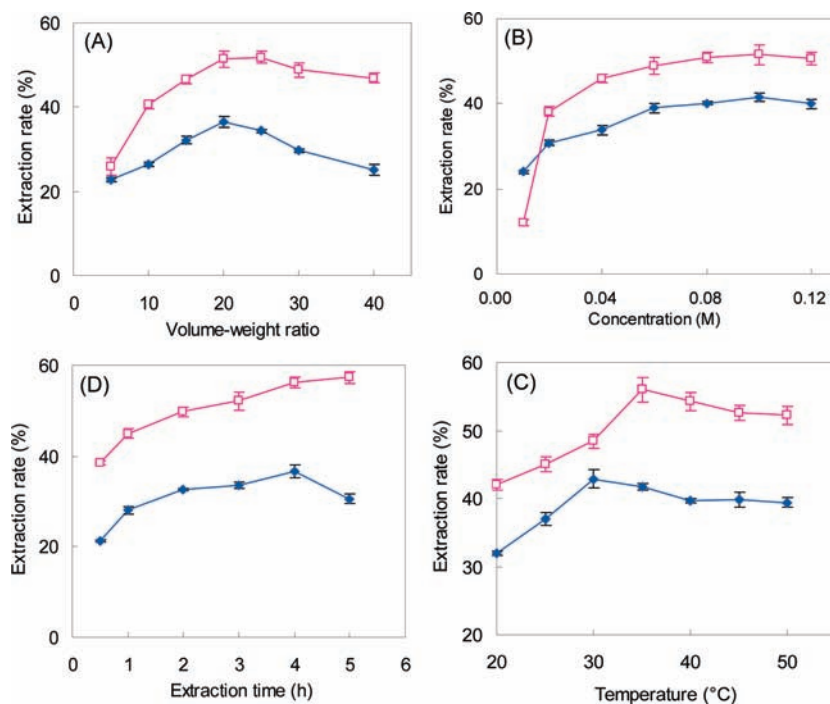 (A)
Extraction rate (%)
60
40
20
0
0 10 20 30 40
Volume-weight ratio
(B)
Extraction rate (%)
60
40
20
0
0.00 0.04 0.08 0.12
Concentration (M)
(D)
Extraction rate (%)
60
40
20
0
0 1 2 3 4 5 6
Extraction time (h)
(C)
Extraction rate (%)
60
50
40
30
20
20 30 40 50
Temperature (°C)